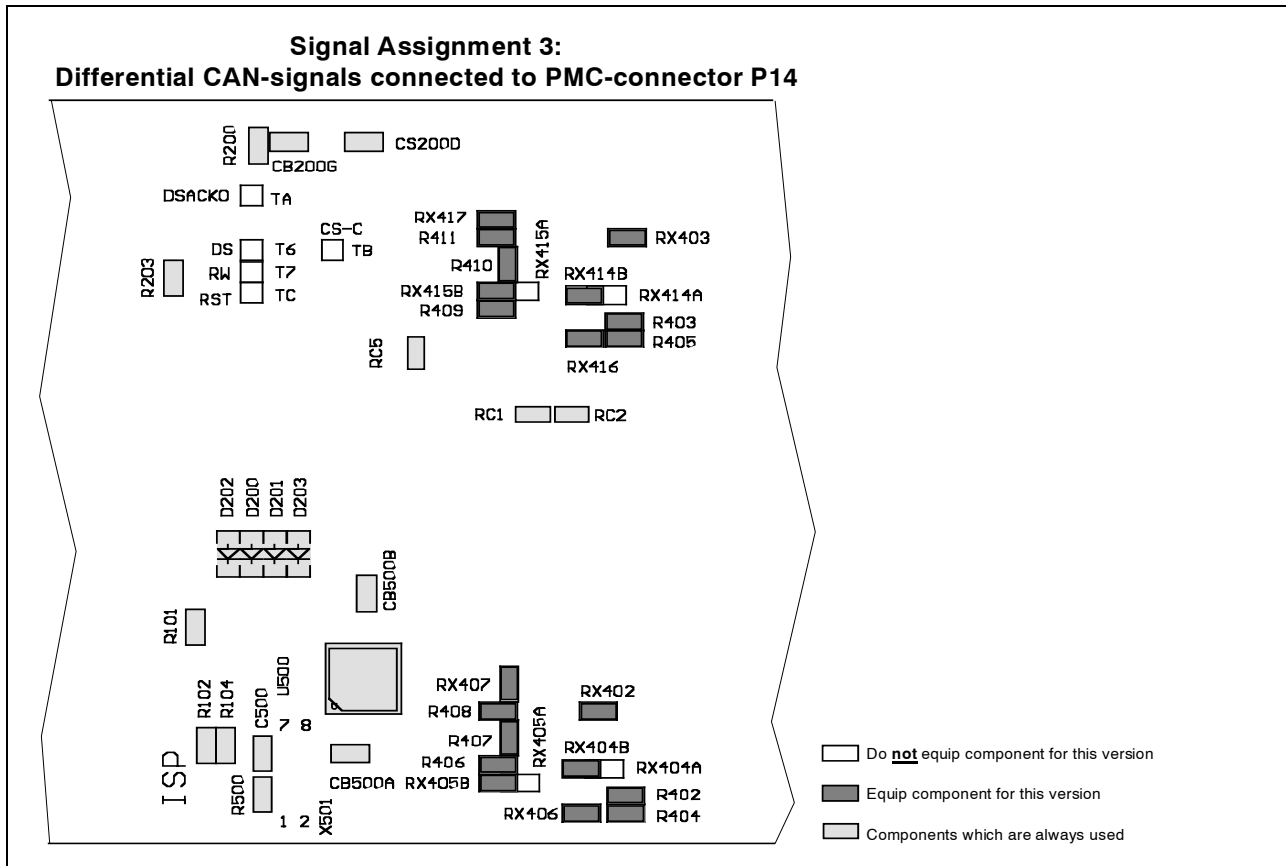 Signal Assignment 3:
Differential CAN-signals connected to PMC-connector P14
R200
CB200G
CS200D
DSACK0
TA
CS-C
TB
DS
T6
RW
T7
RST
TC
R203
RX417
R411
R410
RX415A
RX415B
R409
RX403
RX414B
RX414A
R403
R405
RX416
RC5
RC1
RC2
D202
D200
D201
D203
CB500B
R101
U500
R102
R104
C500
7 8
ISP
R500
CB500A
1 2
X501
RX407
R408
R407
RX405A
R406
RX405B
RX402
RX404B
RX404A
R402
RX406
R404
Do not equip component for this version
Equip component for this version
Components which are always used